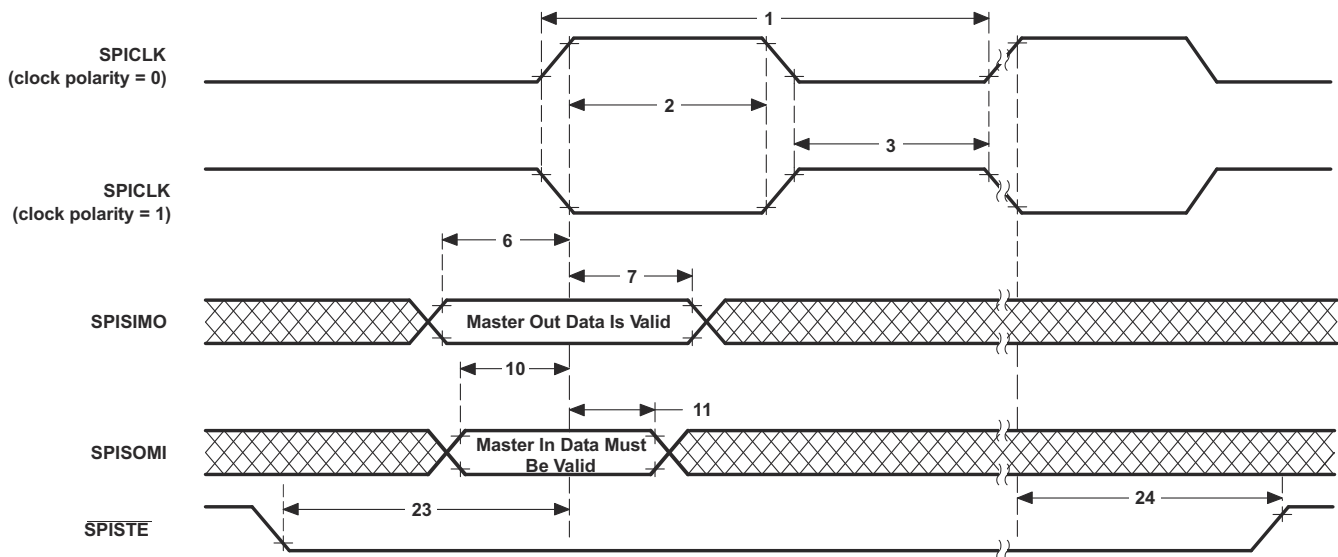 1
SPICLK
(clock polarity = 0)
2
3
SPICLK
(clock polarity = 1)
6
7
SPISIMO
Master Out Data Is Valid
10
11
SPISOMI
Master In Data Must
Be Valid
23
24
SPISTE